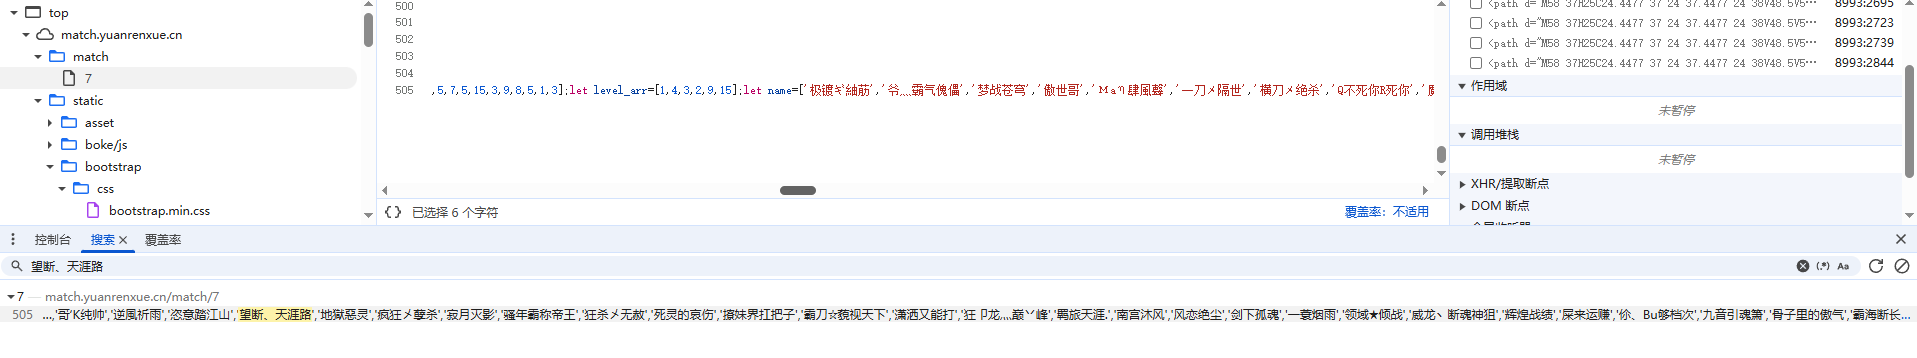 top
match.yuanrenxue.cn
match
7
static
asset
boke/js
bootstrap
css
bootstrap.min.css
500
501
502
503
504
505 ,5,7,5,15,3,9,8,5,1,3];let level_arr=[1,4,3,2,9,15];let name=['极镀ギ紬荕','爷灬霸气傀儡','梦战苍穹','傲世哥','мaη肆風聲','一刀メ隔世','横刀メ绝杀','Q不死你R死你',
{} 已选择 6 个字符
覆盖率：不适用
<path d="M58 37H25C24.4477 37 24 38V48.5V5… 8993:2695
<path d="M58 37H25C24.4477 37 24 37.4477 24 38V48.5V5… 8993:2723
<path d="M58 37H25C24.4477 37 24 37.4477 24 38V48.5V5… 8993:2739
<path d="M58 37H25C24.4477 37 24 37.4477 24 38V48.5V5… 8993:2844
作用域
未暂停
调用堆栈
未暂停
XHR/提取断点
DOM 断点
控制台 搜索 覆盖率
望断、天涯路
(.*) Aa
7 — match.yuanrenxue.cn/match/7
505 …,'哥′K纯帅','逆風祈雨','恣意踏江山','望断、天涯路','地獄惡灵','疯狂メ孽杀','寂月灭影','骚年霸称帝王','狂杀メ无赦','死灵的哀伤','撩妹界扛把子','霸刀☆藐视天下','潇洒又能打','狂卩龙灬巅丷峰','羁旅天涯.','南宫沐风','风恋绝尘','剑下孤魂','一蓑烟雨','领域★倾战','威龙丶断魂神狙','辉煌战绩','屎来运赚','伱、Bu够档次','九音引魂箫','骨子里的傲气','霸海断长…